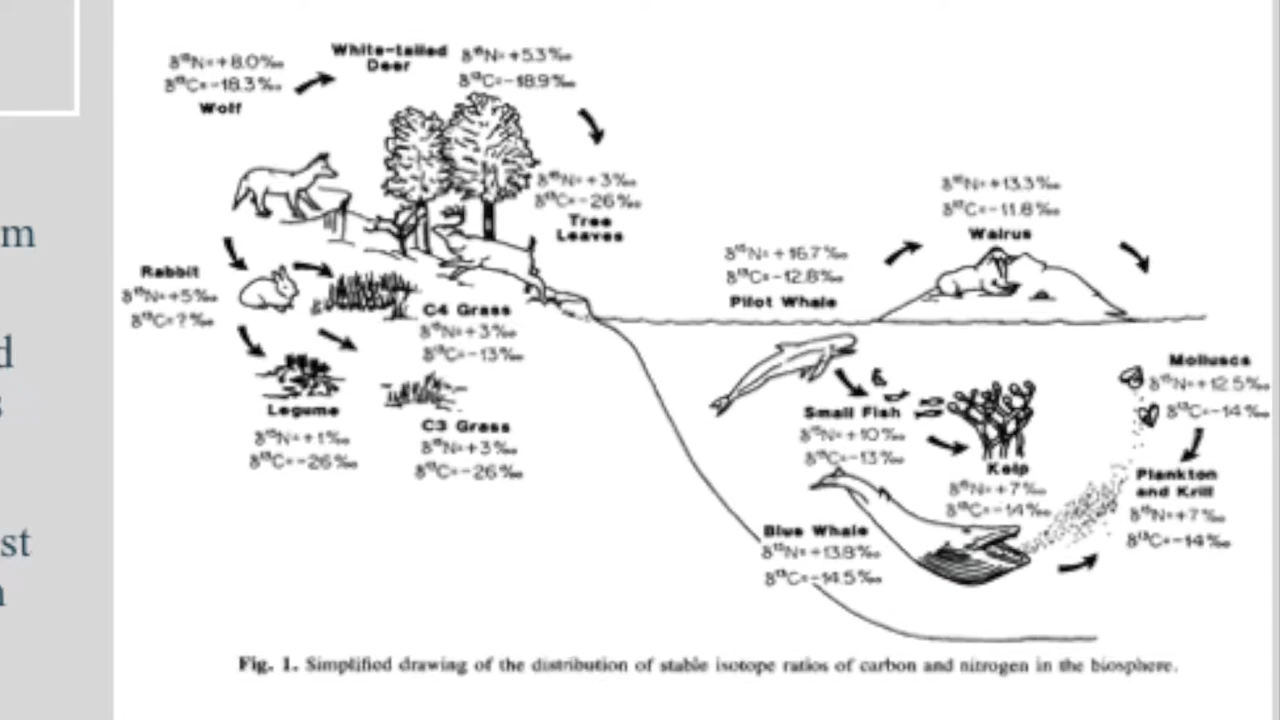 m
d
s
st
n
White-tailed
Deer
δ¹⁵N=+8.0‰
δ¹³C=-18.3‰
Wolf
δ¹⁵N=+5.3‰
δ¹³C=-18.9‰
δ¹⁵N=+3‰
δ¹³C=-26‰
Tree
Leaves
Rabbit
δ¹⁵N=+5‰
δ¹³C=?‰
C4 Grass
δ¹⁵N=+3‰
δ¹³C=-13‰
Legume
δ¹⁵N=+1‰
δ¹³C=-26‰
C3 Grass
δ¹⁵N=+3‰
δ¹³C=-26‰
δ¹⁵N=+13.3‰
δ¹³C=-11.8‰
Walrus
δ¹⁵N=+16.7‰
δ¹³C=-12.8‰
Pilot Whale
Small Fish
δ¹⁵N=+10‰
δ¹³C=-13‰
Kelp
δ¹⁵N=+7‰
δ¹³C=-14‰
Molluscs
δ¹⁵N=+12.5‰
δ¹³C=-14‰
Plankton
and Krill
δ¹⁵N=+7‰
δ¹³C=-14‰
Blue Whale
δ¹⁵N=+13.8‰
δ¹³C=-14.5‰
Fig. 1. Simplified drawing of the distribution of stable isotope ratios of carbon and nitrogen in the biosphere.